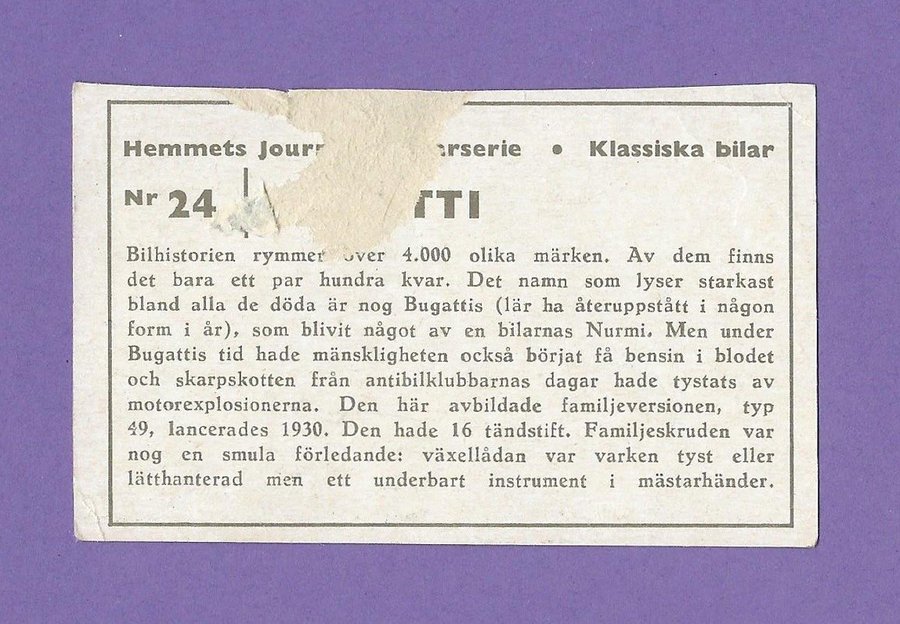 Hemmets Jour rserie • Klassiska bilar
Nr 24 TTI
Bilhistorien rymmer över 4.000 olika märken. Av dem finns
det bara ett par hundra kvar. Det namn som lyser starkast
bland alla de döda är nog Bugattis (lär ha återuppstått i någon
form i år), som blivit något av en bilarnas Nurmi. Men under
Bugattis tid hade mänskligheten också börjat få bensin i blodet
och skarpskotten från antibilklubbarnas dagar hade tystats av
motorexplosionerna. Den här avbildade familjeversionen, typ
49, lancerades 1930. Den hade 16 tändstift. Familjeskruden var
nog en smula förledande: växellådan var varken tyst eller
lätthanterad men ett underbart instrument i mästarhänder.